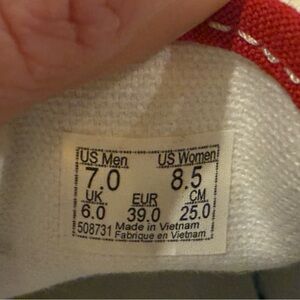 US Men US Women
7.0 8.5
UK EUR CM
6.0 39.0 25.0
508731 Made in Vietnam
Fabriqué en Vietnam